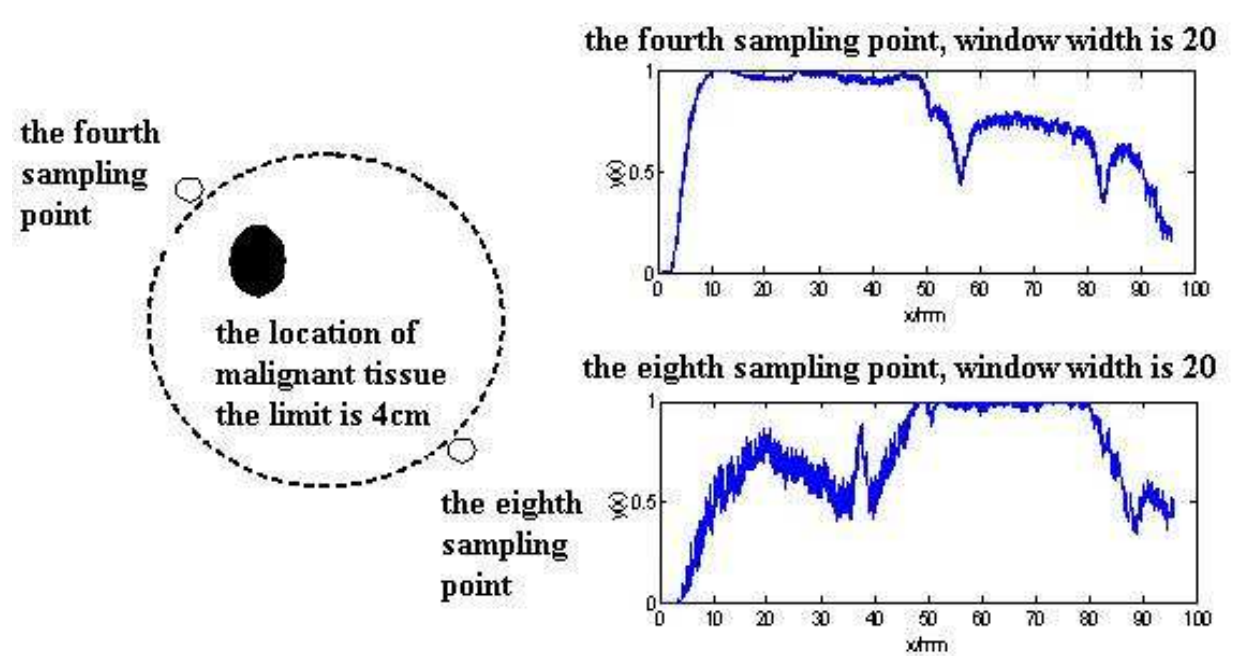 the fourth
sampling
point
the location of
malignant tissue
the limit is 4cm
the eighth
sampling
point
the fourth sampling point, window width is 20
1
0.5
0
y(x)
0 10 20 30 40 50 60 70 80 90 100
x/mm
the eighth sampling point, window width is 20
1
0.5
0
y(x)
0 10 20 30 40 50 60 70 80 90 100
x/mm